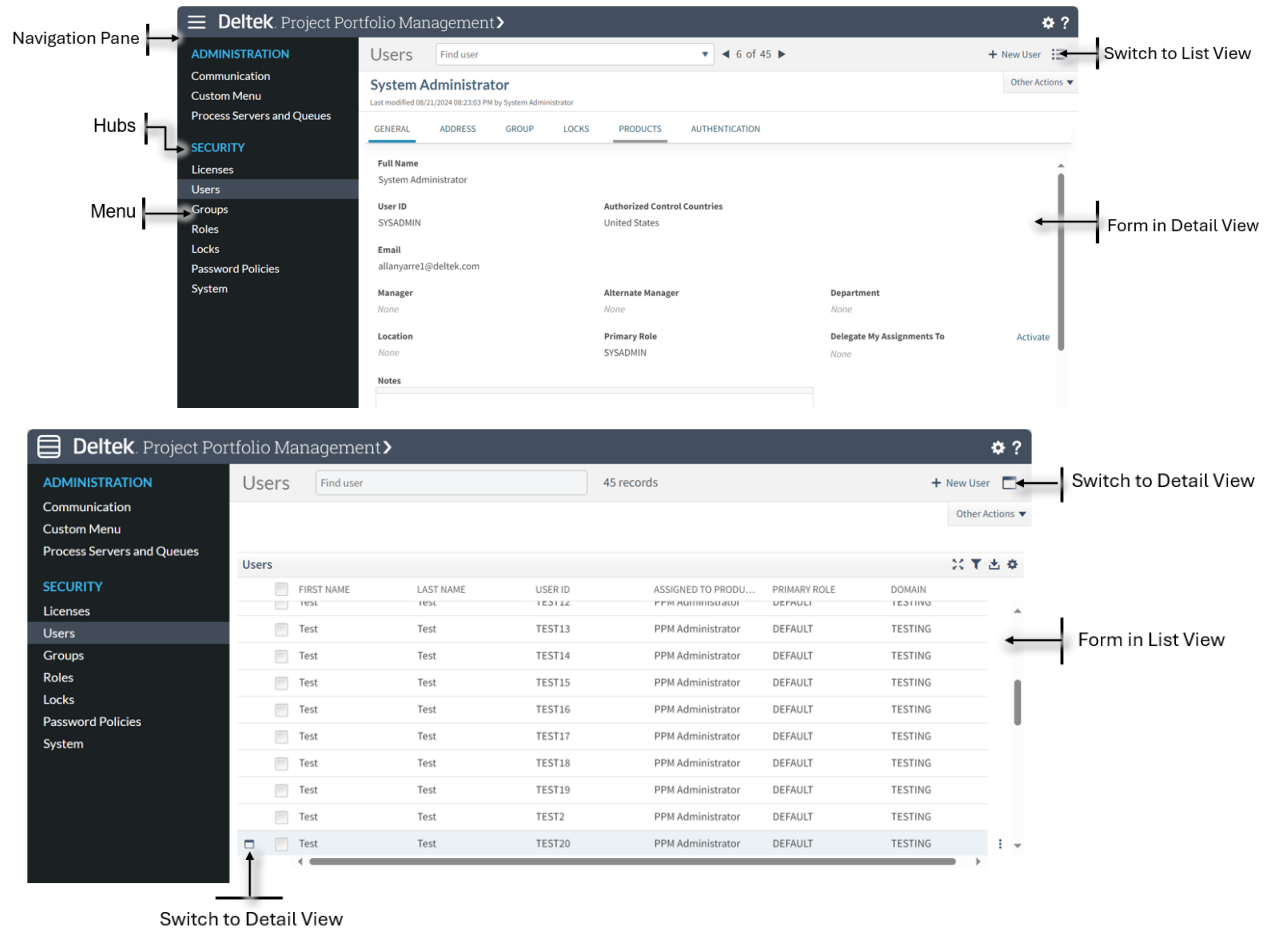 Deltek. Project Portfolio Management❯
?
Navigation Pane
ADMINISTRATION
Communication
Custom Menu
Process Servers and Queues
Hubs
SECURITY
Licenses
Users
Menu
Groups
Roles
Locks
Password Policies
System
Users
Find user
◀ 6 of 45 ▶
+ New User
Switch to List View
System Administrator
Other Actions ▼
Last modified 08/21/2024 08:23:03 PM by System Administrator
GENERAL ADDRESS GROUP LOCKS PRODUCTS AUTHENTICATION
Full Name
System Administrator
User ID Authorized Control Countries
SYSADMIN United States
Form in Detail View
Email
allanyarre1@deltek.com
Manager Alternate Manager Department
None None None
Location Primary Role Delegate My Assignments To Activate
None SYSADMIN None
Notes
Deltek. Project Portfolio Management❯
?
ADMINISTRATION
Communication
Custom Menu
Process Servers and Queues
SECURITY
Licenses
Users
Groups
Roles
Locks
Password Policies
System
Users
Find user
45 records
+ New User
Switch to Detail View
Other Actions ▼
Users
FIRST NAME LAST NAME USER ID ASSIGNED TO PRODU... PRIMARY ROLE DOMAIN
Test Test TEST12 PPM Administrator DEFAULT TESTING
Test Test TEST13 PPM Administrator DEFAULT TESTING
Form in List View
Test Test TEST14 PPM Administrator DEFAULT TESTING
Test Test TEST15 PPM Administrator DEFAULT TESTING
Test Test TEST16 PPM Administrator DEFAULT TESTING
Test Test TEST17 PPM Administrator DEFAULT TESTING
Test Test TEST18 PPM Administrator DEFAULT TESTING
Test Test TEST19 PPM Administrator DEFAULT TESTING
Test Test TEST2 PPM Administrator DEFAULT TESTING
Test Test TEST20 PPM Administrator DEFAULT TESTING
Switch to Detail View